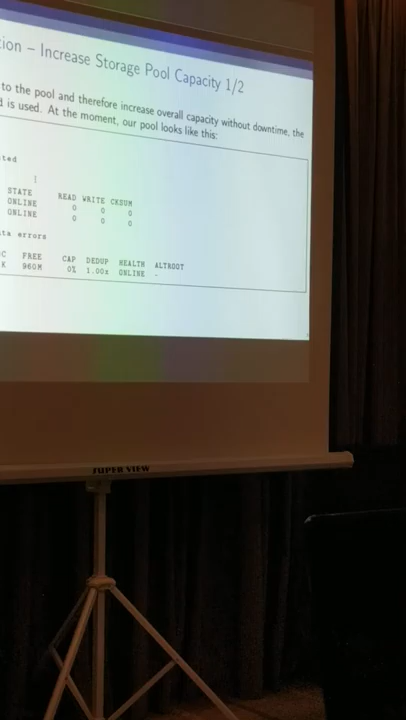 ion – Increase Storage Pool Capacity 1/2
to the pool and therefore increase overall capacity without downtime, the
d is used. At the moment, our pool looks like this:
ted
⋮
STATE READ WRITE CKSUM
ONLINE 0 0 0
ONLINE 0 0 0
ta errors
C FREE CAP DEDUP HEALTH ALTROOT
K 960M 0% 1.00x ONLINE -
SUPER VIEW